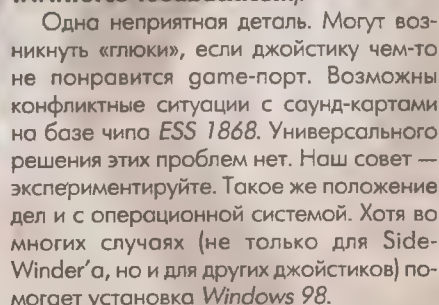 Одна неприятная деталь. Могут воз-
никнуть «глюки», если джойстику чем-то
не понравится game-порт. Возможны
конфликтные ситуации с саунд-картами
на базе чипа ESS 1868. Универсального
решения этих проблем нет. Наш совет —
экспериментируйте. Такое же положение
дел и с операционной системой. Хотя во
многих случаях (не только для Side-
Winder’а, но и для других джойстиков) по-
могает установка Windows 98.